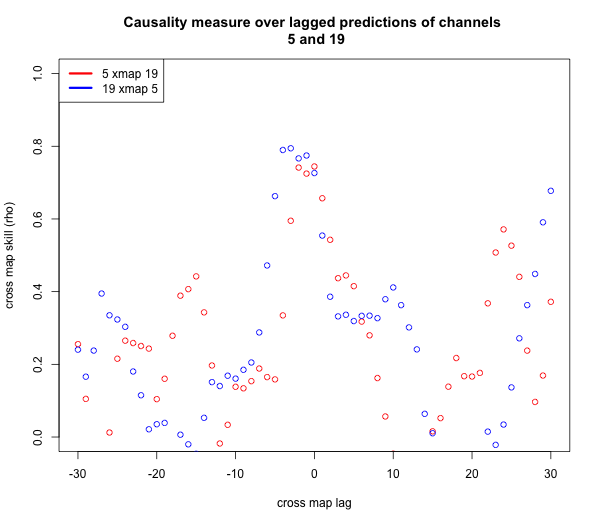 Causality measure over lagged predictions of channels
5 and 19
5 xmap 19
19 xmap 5
1.0
0.8
0.6
0.4
0.2
0.0
cross map skill (rho)
-30 -20 -10 0 10 20 30
cross map lag